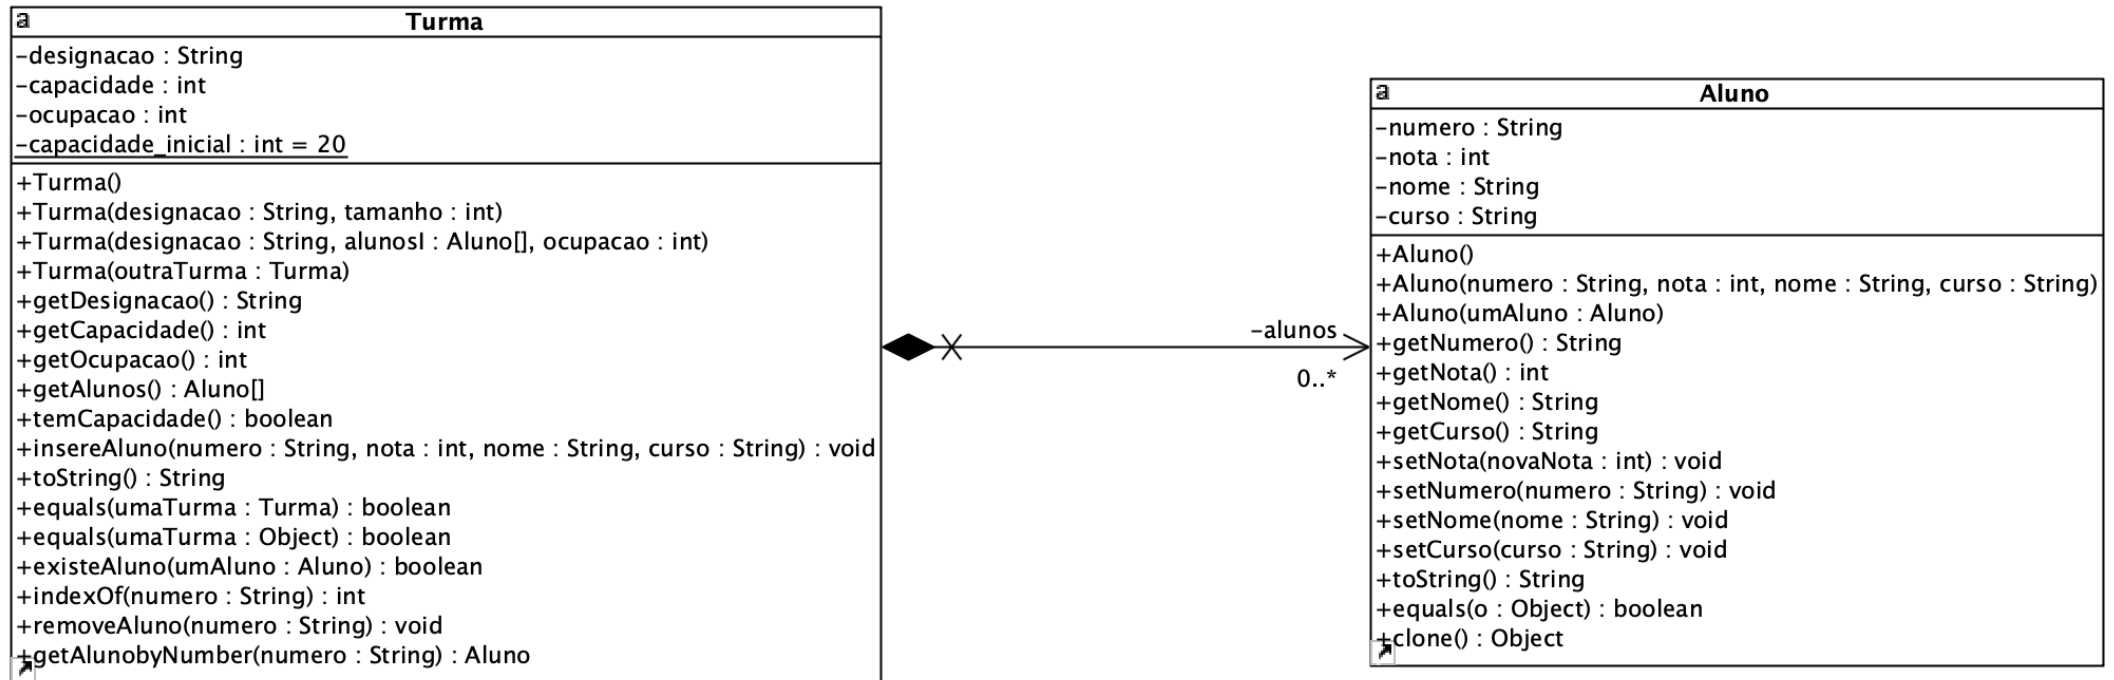 a
Turma
-designacao : String
-capacidade : int
-ocupacao : int
-capacidade_inicial : int = 20
+Turma()
+Turma(designacao : String, tamanho : int)
+Turma(designacao : String, alunosI : Aluno[], ocupacao : int)
+Turma(outraTurma : Turma)
+getDesignacao() : String
+getCapacidade() : int
+getOcupacao() : int
+getAlunos() : Aluno[]
+temCapacidade() : boolean
+insereAluno(numero : String, nota : int, nome : String, curso : String) : void
+toString() : String
+equals(umaTurma : Turma) : boolean
+equals(umaTurma : Object) : boolean
+existeAluno(umAluno : Aluno) : boolean
+indexOf(numero : String) : int
+removeAluno(numero : String) : void
+getAlunobyNumber(numero : String) : Aluno
-alunos
0..*
a
Aluno
-numero : String
-nota : int
-nome : String
-curso : String
+Aluno()
+Aluno(numero : String, nota : int, nome : String, curso : String)
+Aluno(umAluno : Aluno)
+getNumero() : String
+getNota() : int
+getNome() : String
+getCurso() : String
+setNota(novaNota : int) : void
+setNumero(numero : String) : void
+setNome(nome : String) : void
+setCurso(curso : String) : void
+toString() : String
+equals(o : Object) : boolean
+clone() : Object